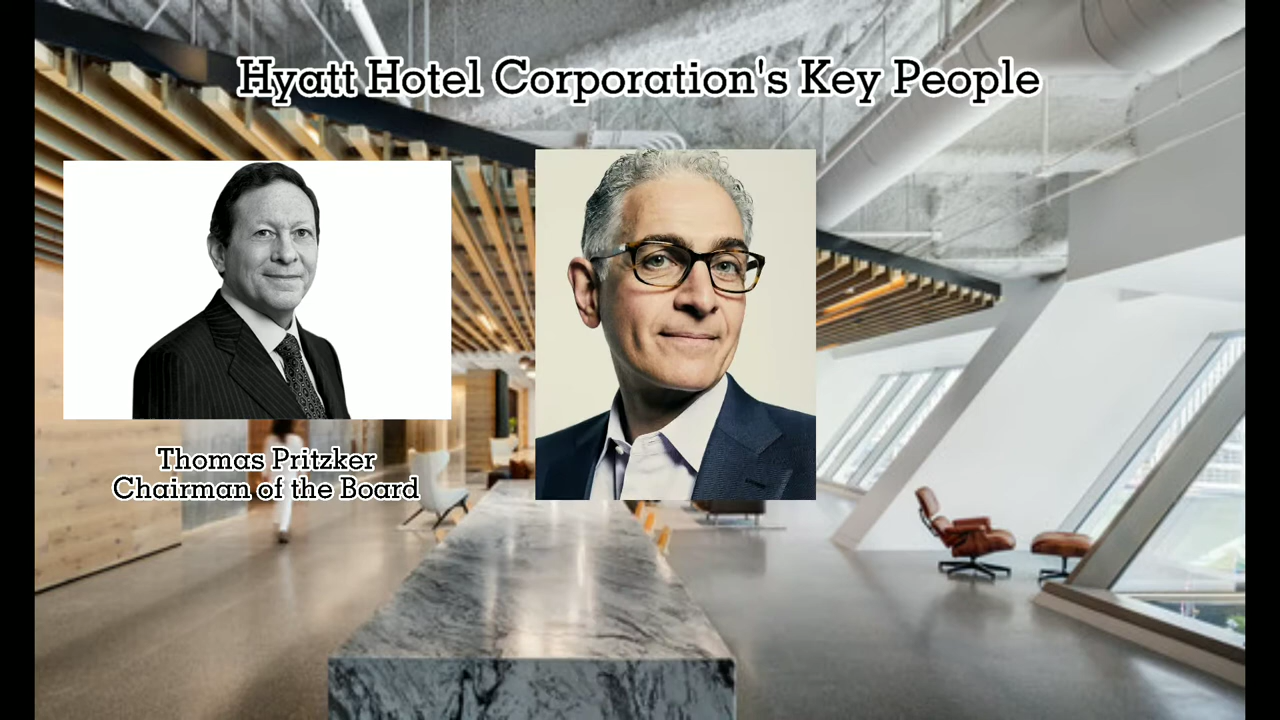 Hyatt Hotel Corporation's Key People
Thomas Pritzker
Chairman of the Board